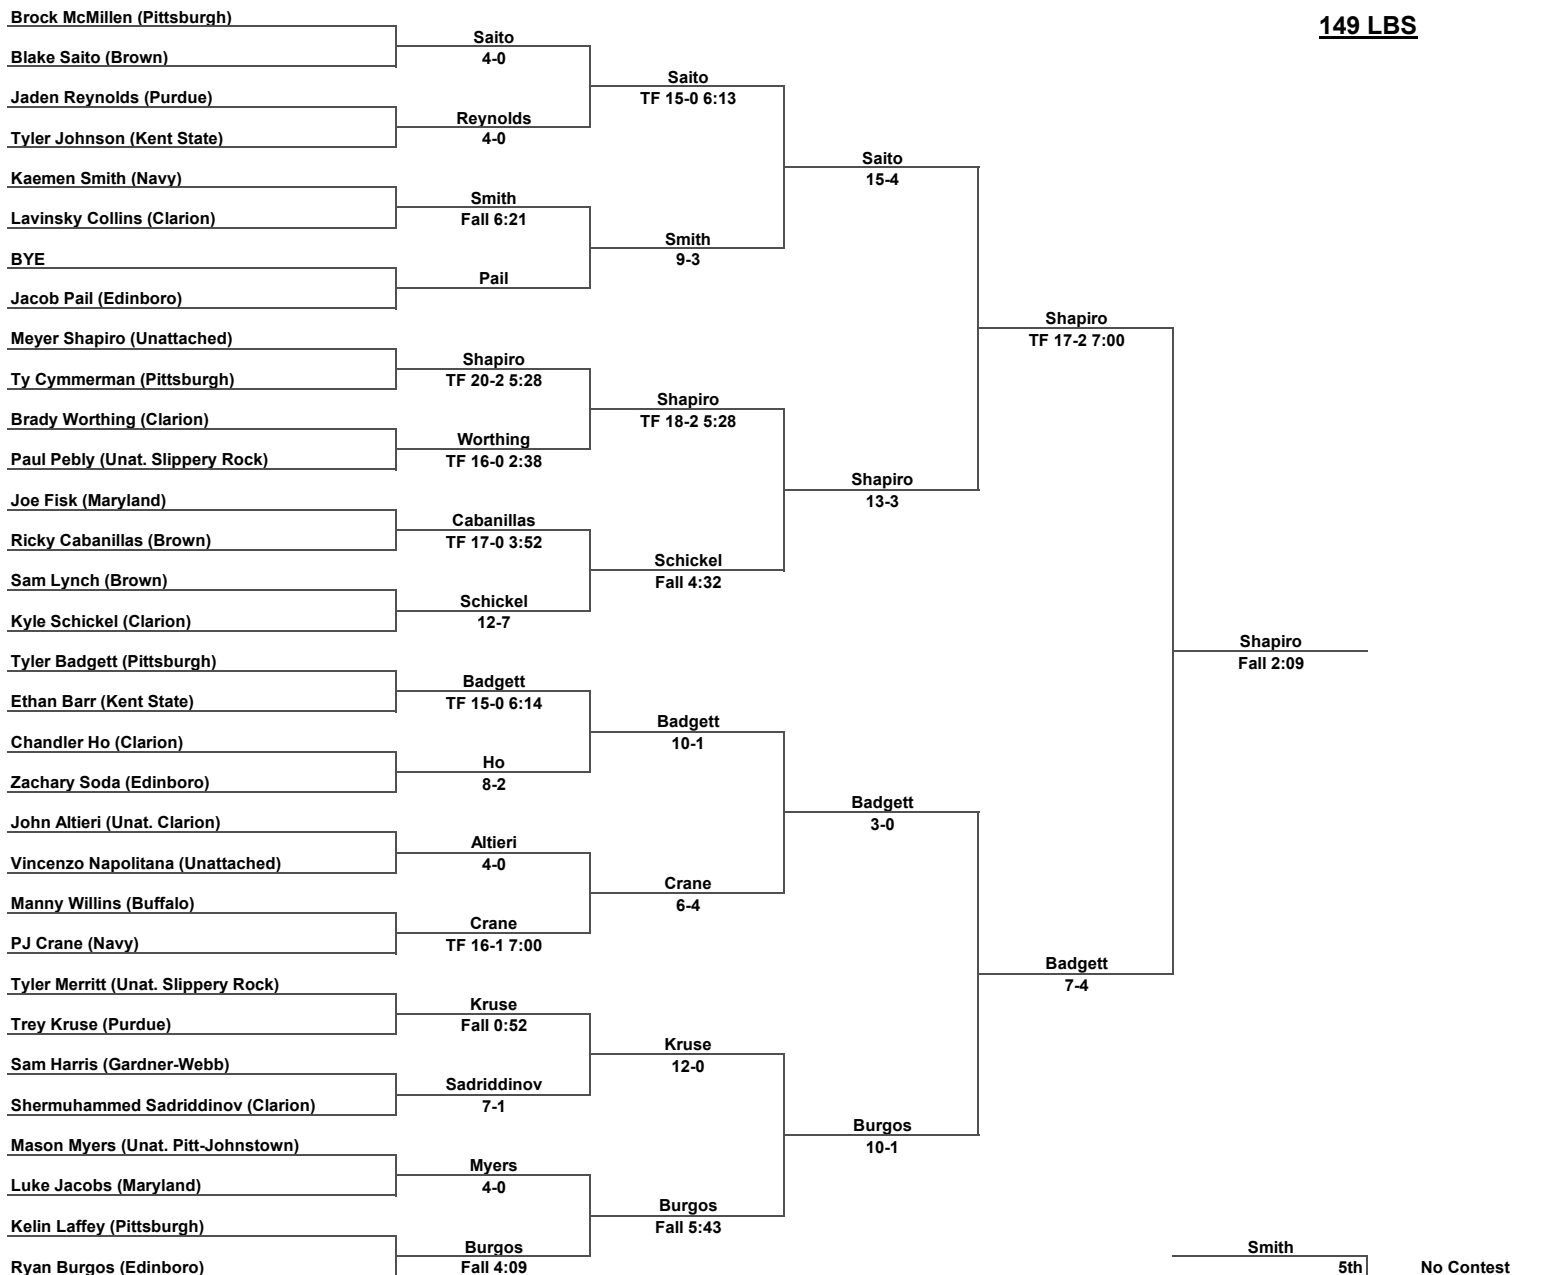 Brock McMillen (Pittsburgh)
149 LBS
Saito
Blake Saito (Brown)
4-0
Saito
Jaden Reynolds (Purdue)
TF 15-0 6:13
Reynolds
Tyler Johnson (Kent State)
4-0
Saito
Kaemen Smith (Navy)
15-4
Smith
Lavinsky Collins (Clarion)
Fall 6:21
Smith
BYE
9-3
Pail
Jacob Pail (Edinboro)
Shapiro
Meyer Shapiro (Unattached)
TF 17-2 7:00
Shapiro
Ty Cymmerman (Pittsburgh)
TF 20-2 5:28
Shapiro
Brady Worthing (Clarion)
TF 18-2 5:28
Worthing
Paul Pebly (Unat. Slippery Rock)
TF 16-0 2:38
Shapiro
Joe Fisk (Maryland)
13-3
Cabanillas
Ricky Cabanillas (Brown)
TF 17-0 3:52
Schickel
Sam Lynch (Brown)
Fall 4:32
Schickel
Kyle Schickel (Clarion)
12-7
Shapiro
Tyler Badgett (Pittsburgh)
Fall 2:09
Badgett
Ethan Barr (Kent State)
TF 15-0 6:14
Badgett
Chandler Ho (Clarion)
10-1
Ho
Zachary Soda (Edinboro)
8-2
Badgett
John Altieri (Unat. Clarion)
3-0
Altieri
Vincenzo Napolitana (Unattached)
4-0
Crane
Manny Willins (Buffalo)
6-4
Crane
PJ Crane (Navy)
TF 16-1 7:00
Badgett
Tyler Merritt (Unat. Slippery Rock)
7-4
Kruse
Trey Kruse (Purdue)
Fall 0:52
Kruse
Sam Harris (Gardner-Webb)
12-0
Sadriddinov
Shermuhammed Sadriddinov (Clarion)
7-1
Burgos
Mason Myers (Unat. Pitt-Johnstown)
10-1
Myers
Luke Jacobs (Maryland)
4-0
Burgos
Kelin Laffey (Pittsburgh)
Fall 5:43
Burgos
Smith
Ryan Burgos (Edinboro)
Fall 4:09
5th
No Contest